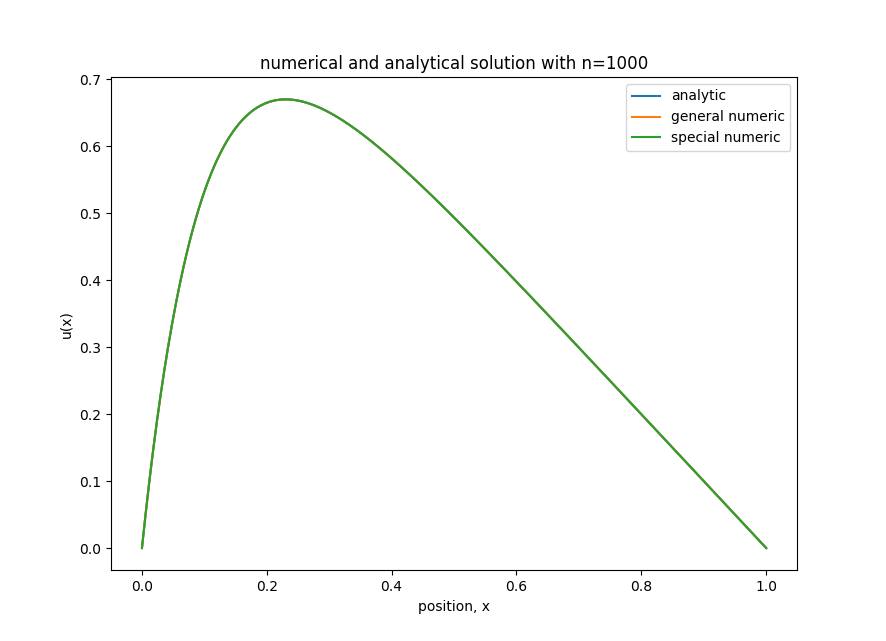 numerical and analytical solution with n=1000
analytic
general numeric
special numeric
u(x)
0.7
0.6
0.5
0.4
0.3
0.2
0.1
0.0
0.0 0.2 0.4 0.6 0.8 1.0
position, x